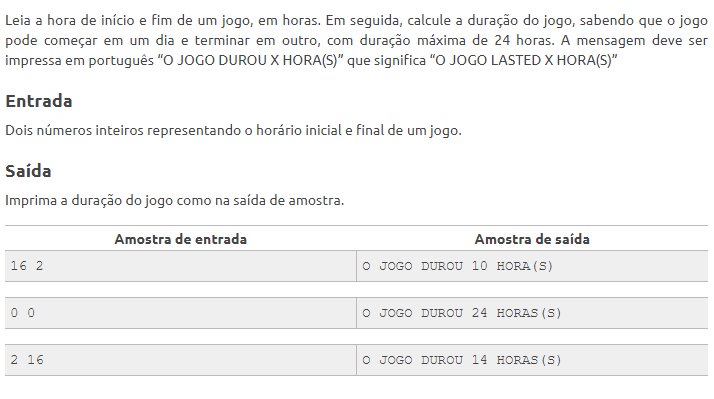 Leia a hora de início e fim de um jogo, em horas. Em seguida, calcule a duração do jogo, sabendo que o jogo
pode começar em um dia e terminar em outro, com duração máxima de 24 horas. A mensagem deve ser
impressa em português “O JOGO DUROU X HORA(S)” que significa “O JOGO LASTED X HORA(S)”
Entrada
Dois números inteiros representando o horário inicial e final de um jogo.
Saída
Imprima a duração do jogo como na saída de amostra.
Amostra de entrada Amostra de saída
16 2 O JOGO DUROU 10 HORA(S)
0 0 O JOGO DUROU 24 HORAS(S)
2 16 O JOGO DUROU 14 HORAS(S)